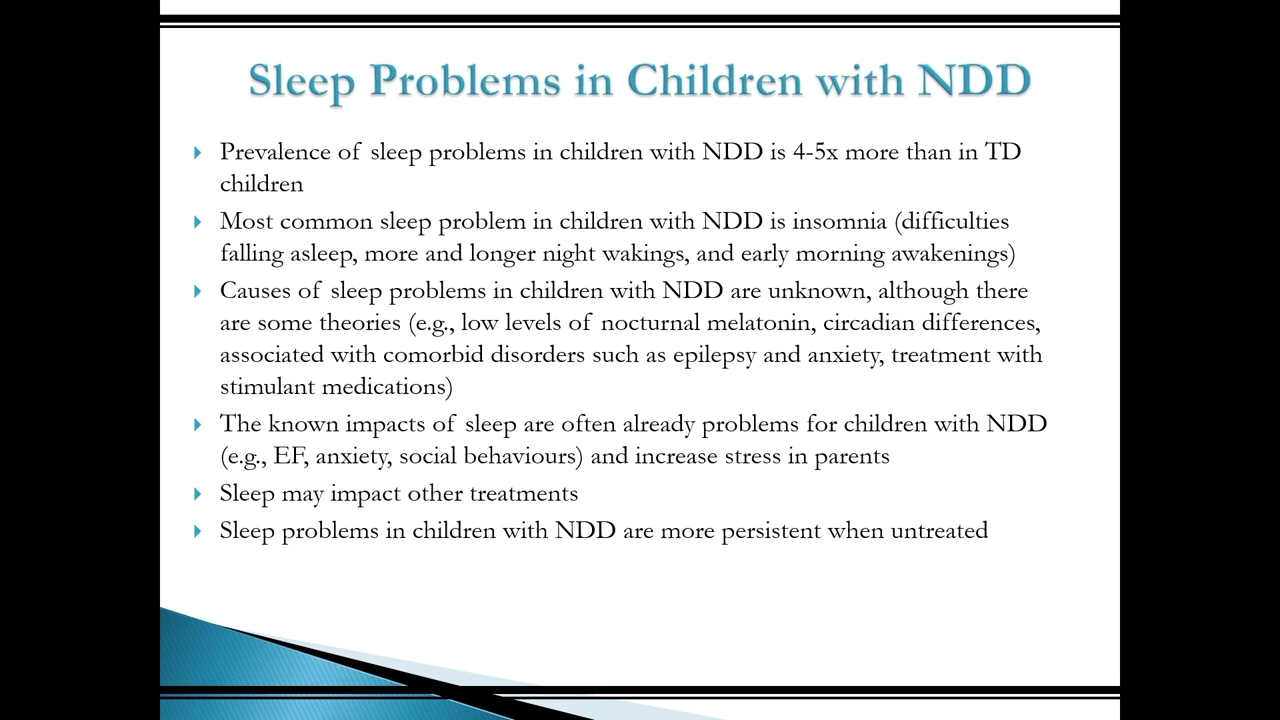 Sleep Problems in Children with NDD
Prevalence of sleep problems in children with NDD is 4-5x more than in TD
children
Most common sleep problem in children with NDD is insomnia (difficulties
falling asleep, more and longer night wakings, and early morning awakenings)
Causes of sleep problems in children with NDD are unknown, although there
are some theories (e.g., low levels of nocturnal melatonin, circadian differences,
associated with comorbid disorders such as epilepsy and anxiety, treatment with
stimulant medications)
The known impacts of sleep are often already problems for children with NDD
(e.g., EF, anxiety, social behaviours) and increase stress in parents
Sleep may impact other treatments
Sleep problems in children with NDD are more persistent when untreated